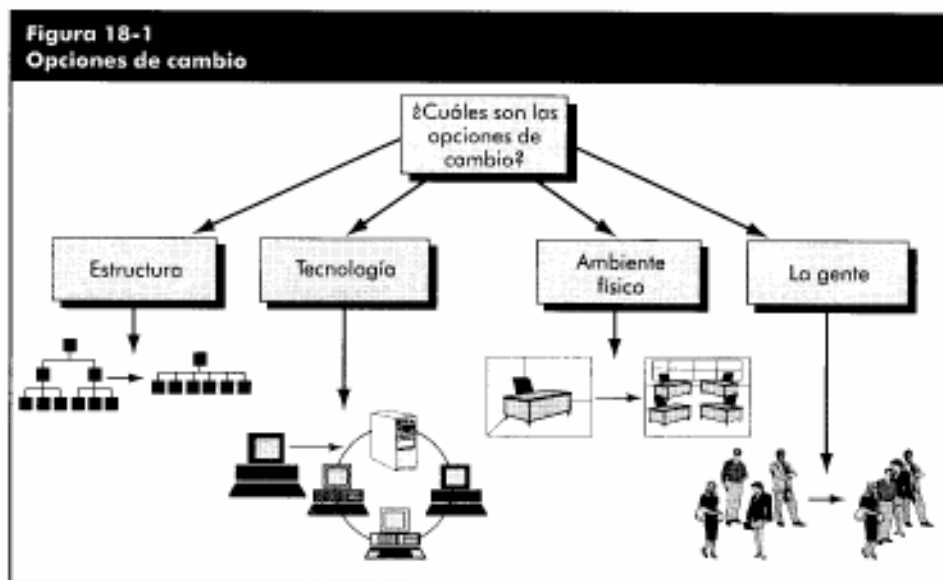 Figura 18-1
Opciones de cambio
¿Cuáles son las
opciones de
cambio?
Estructura
Tecnología
Ambiente
físico
La gente